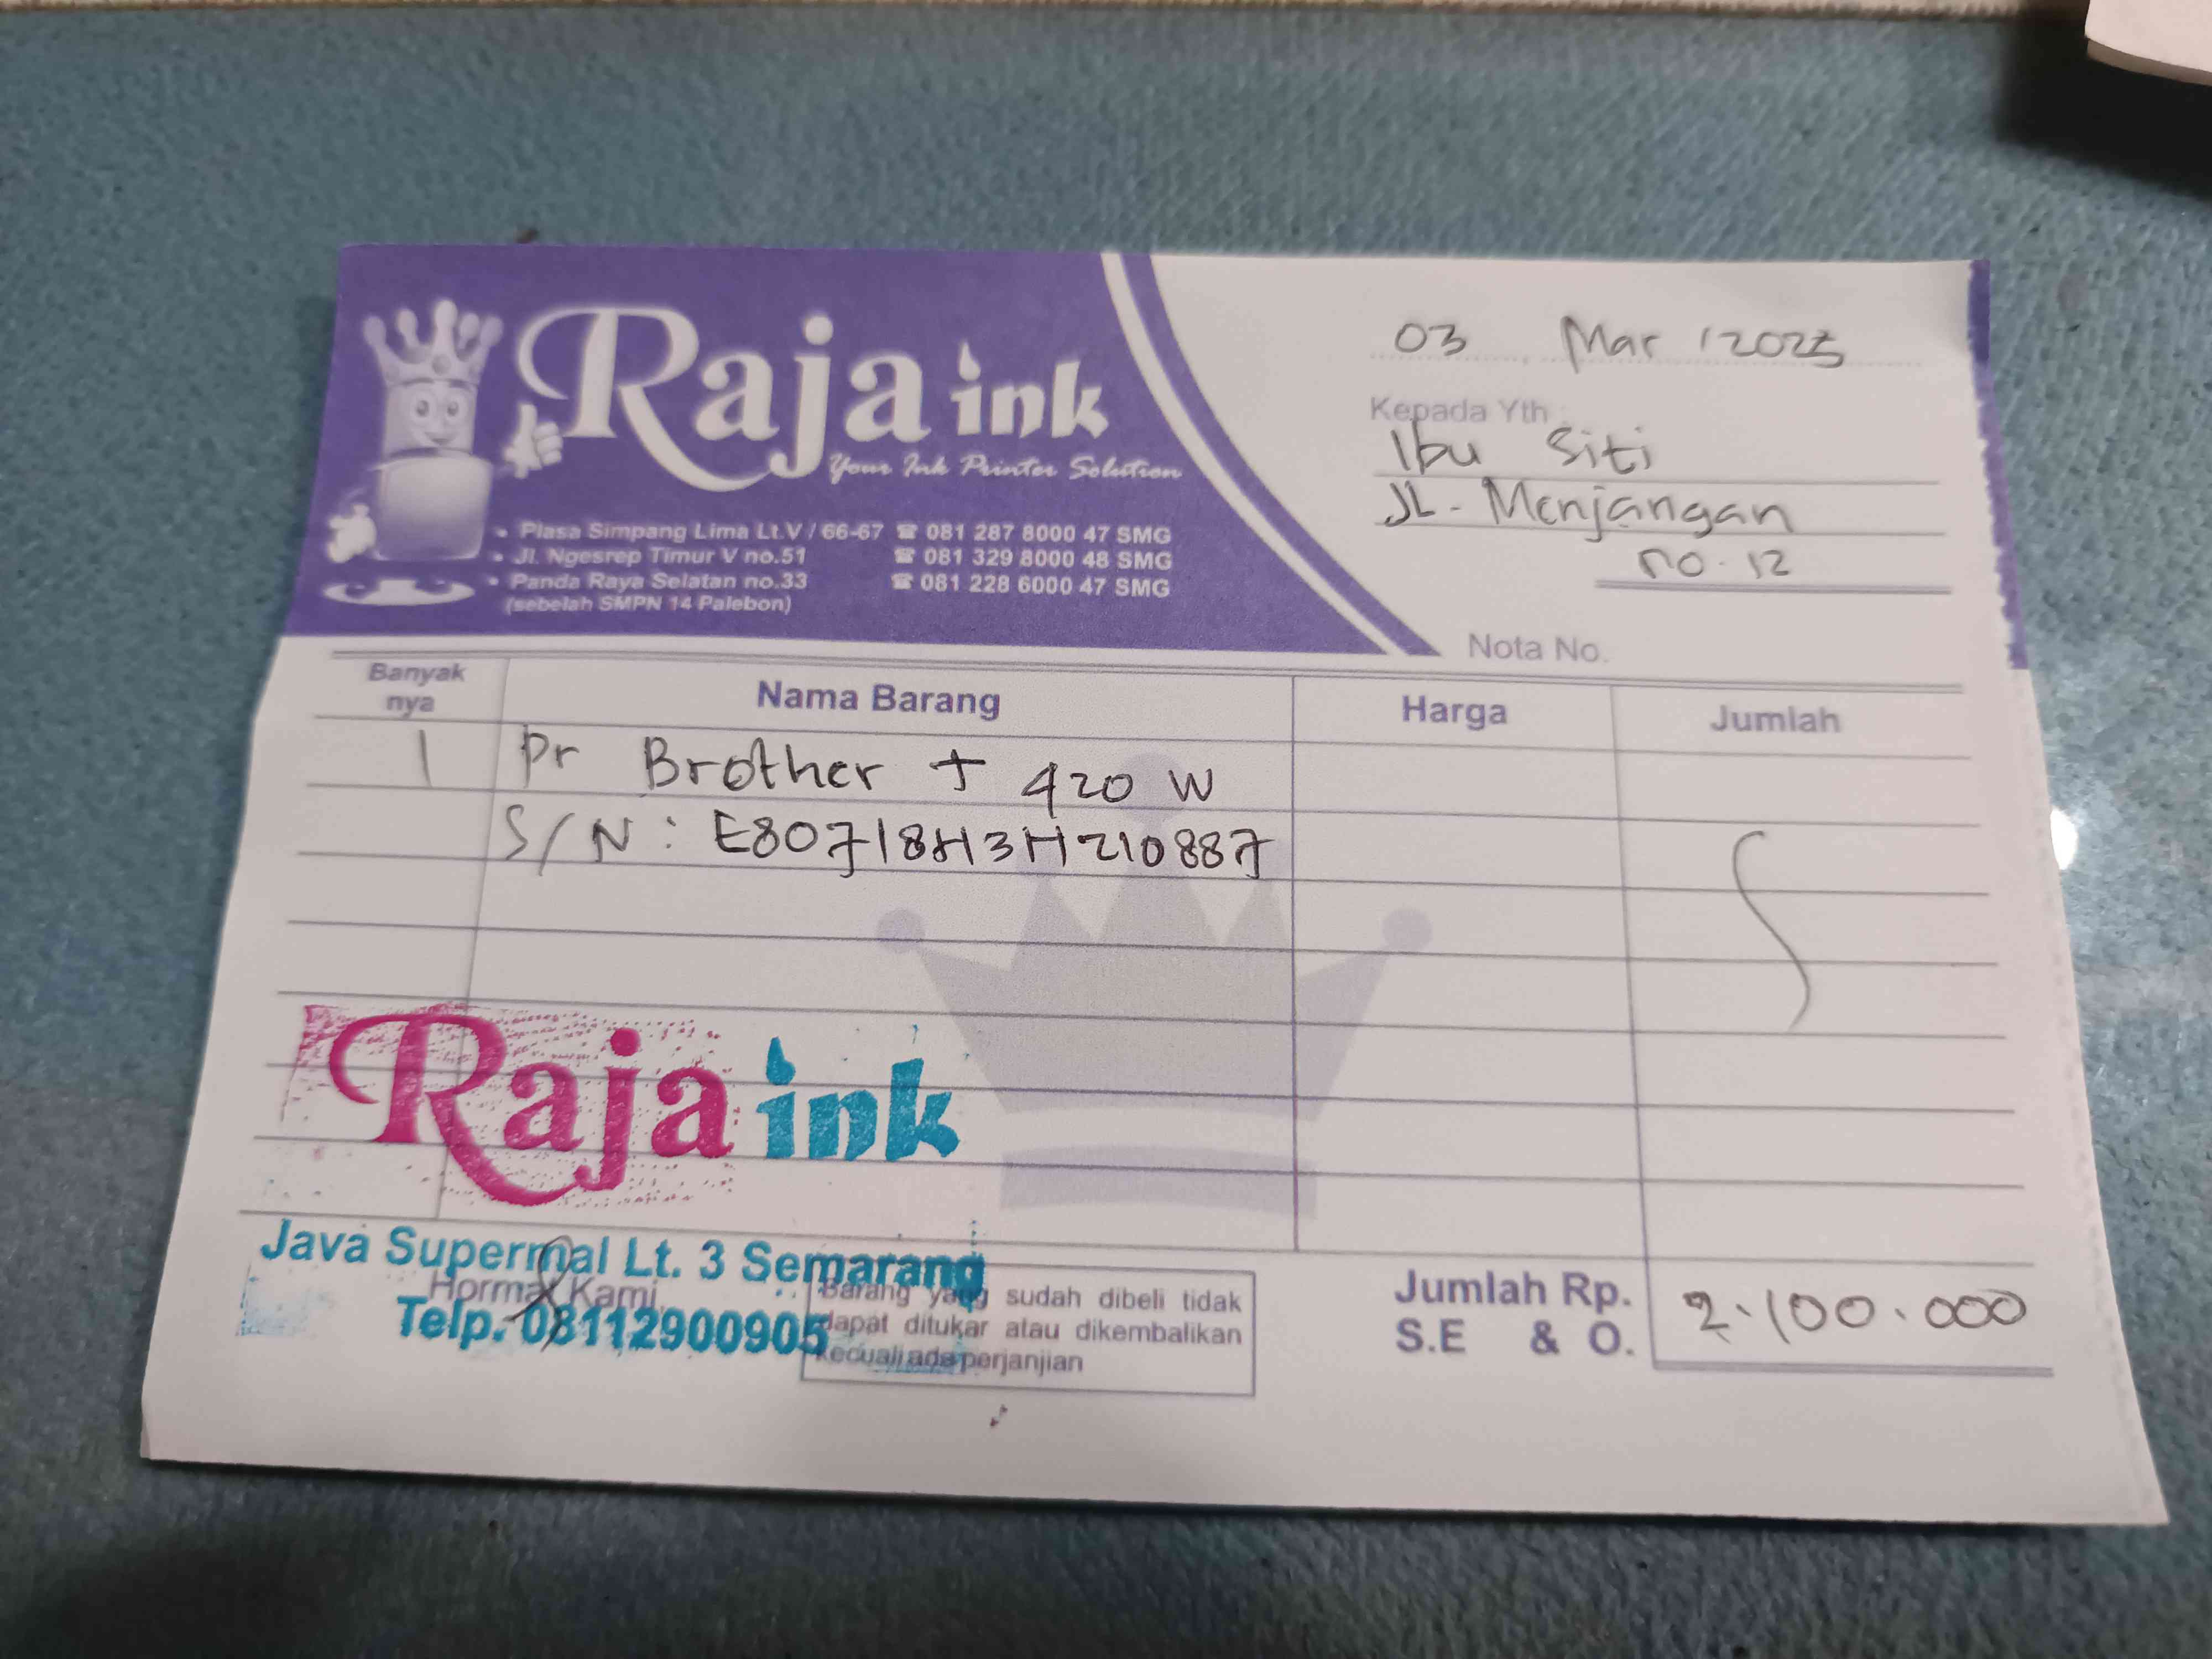 Raja ink
Your Ink Printer Solution
• Plasa Simpang Lima Lt.V / 66-67 ☎ 081 287 8000 47 SMG
• Jl. Ngesrep Timur V no.51 ☎ 081 329 8000 48 SMG
• Panda Raya Selatan no.33 ☎ 081 228 6000 47 SMG
(sebelah SMPN 14 Palebon)
03 Mar 2025
Kepada Yth :
Ibu Siti
JL. Menjangan
no. 12
Nota No.
Banyak nya Nama Barang Harga Jumlah
1 Pr Brother T 420 W
S/N : E80718H3H210887
Raja ink
Java Supermal Lt. 3 Semarang
Telp. 08112900905
Hormat Kami,
Barang yang sudah dibeli tidak
dapat ditukar atau dikembalikan
kecuali ada perjanjian
Jumlah Rp. 2.100.000
S.E & O.